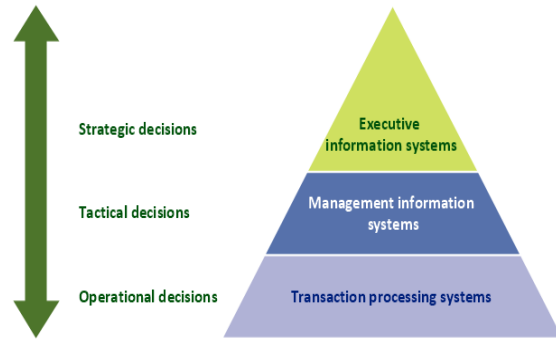 Strategic decisions
Executive
information systems
Tactical decisions
Management information
systems
Operational decisions
Transaction processing systems